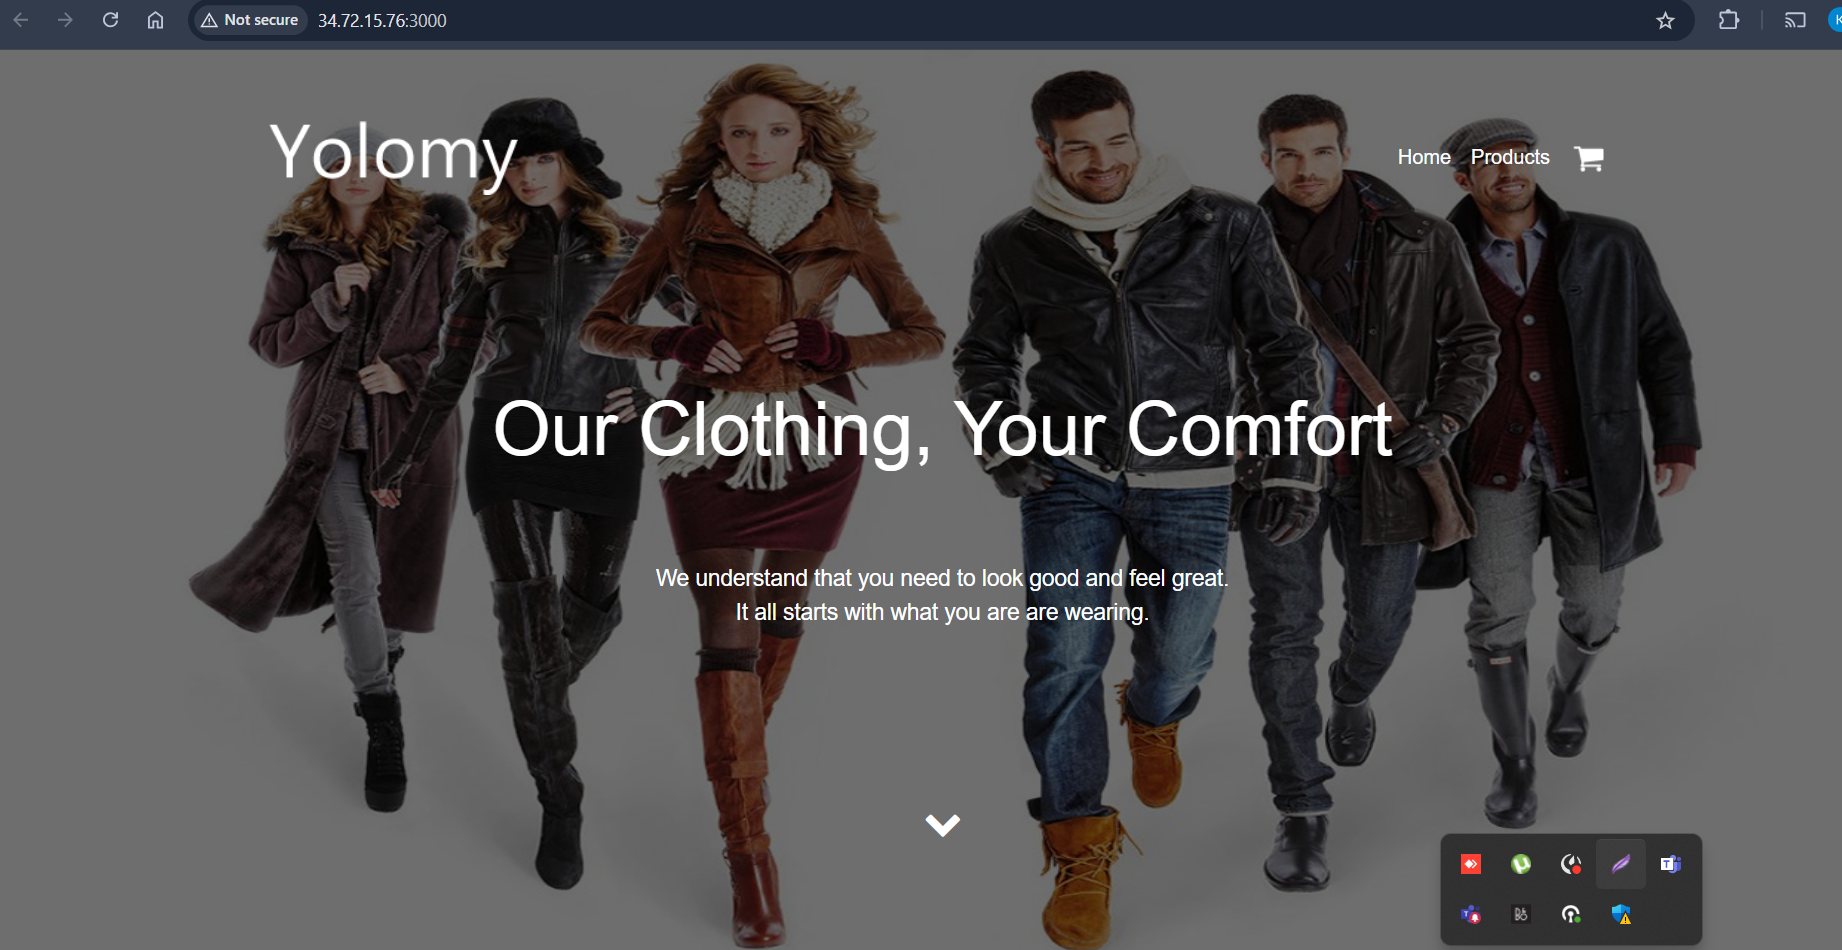 Not secure
34.72.15.76:3000
Yolomy
Home
Products
Our Clothing, Your Comfort
We understand that you need to look good and feel great.
It all starts with what you are are wearing.